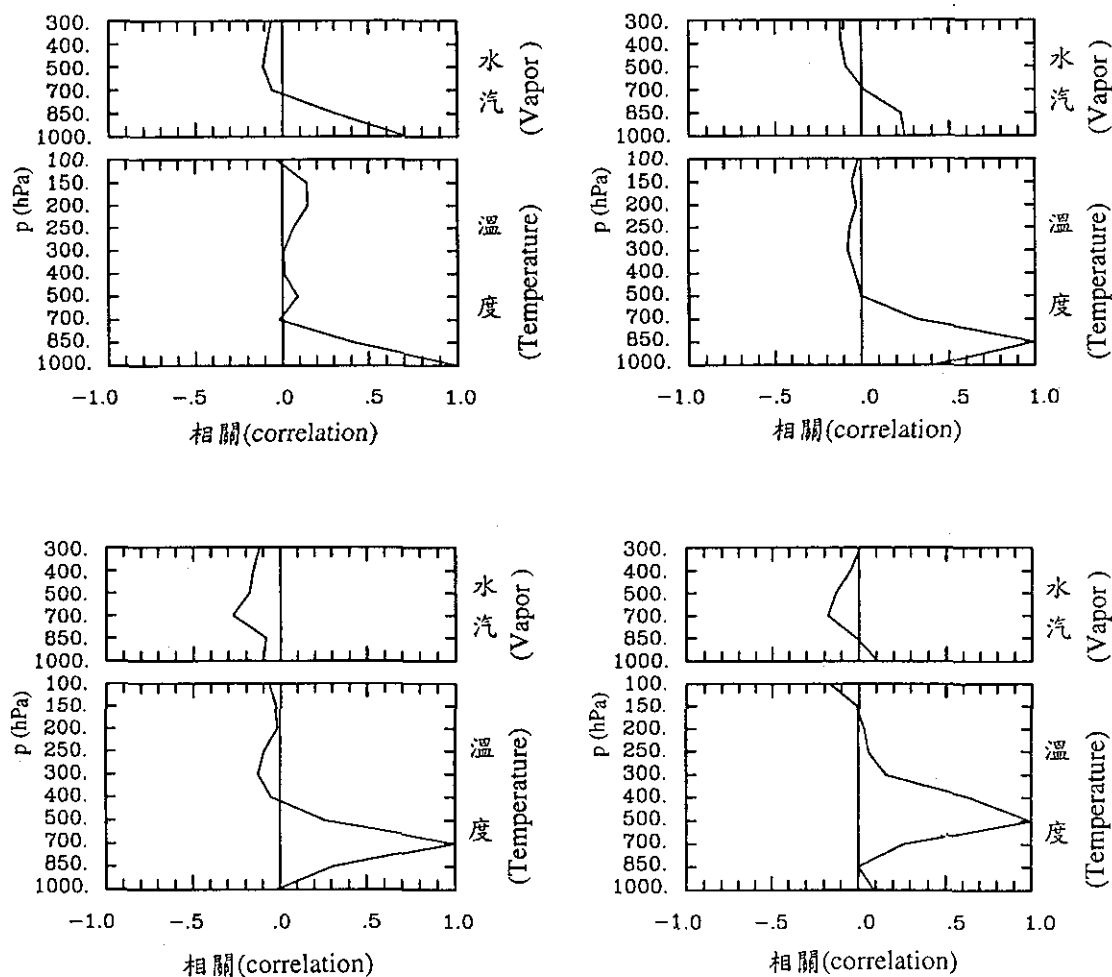 300.
400.
500.
700.
850.
1000.
水汽
(Vapor)
100.
150.
200.
250.
300.
400.
500.
700.
850.
1000.
p (hPa)
溫度
(Temperature)
-1.0 -.5 .0 .5 1.0
相關(correlation)
300.
400.
500.
700.
850.
1000.
水汽
(Vapor)
100.
150.
200.
250.
300.
400.
500.
700.
850.
1000.
p (hPa)
溫度
(Temperature)
-1.0 -.5 .0 .5 1.0
相關(correlation)
300.
400.
500.
700.
850.
1000.
水汽
(Vapor)
100.
150.
200.
250.
300.
400.
500.
700.
850.
1000.
p (hPa)
溫度
(Temperature)
-1.0 -.5 .0 .5 1.0
相關(correlation)
300.
400.
500.
700.
850.
1000.
水汽
(Vapor)
100.
150.
200.
250.
300.
400.
500.
700.
850.
1000.
p (hPa)
溫度
(Temperature)
-1.0 -.5 .0 .5 1.0
相關(correlation)